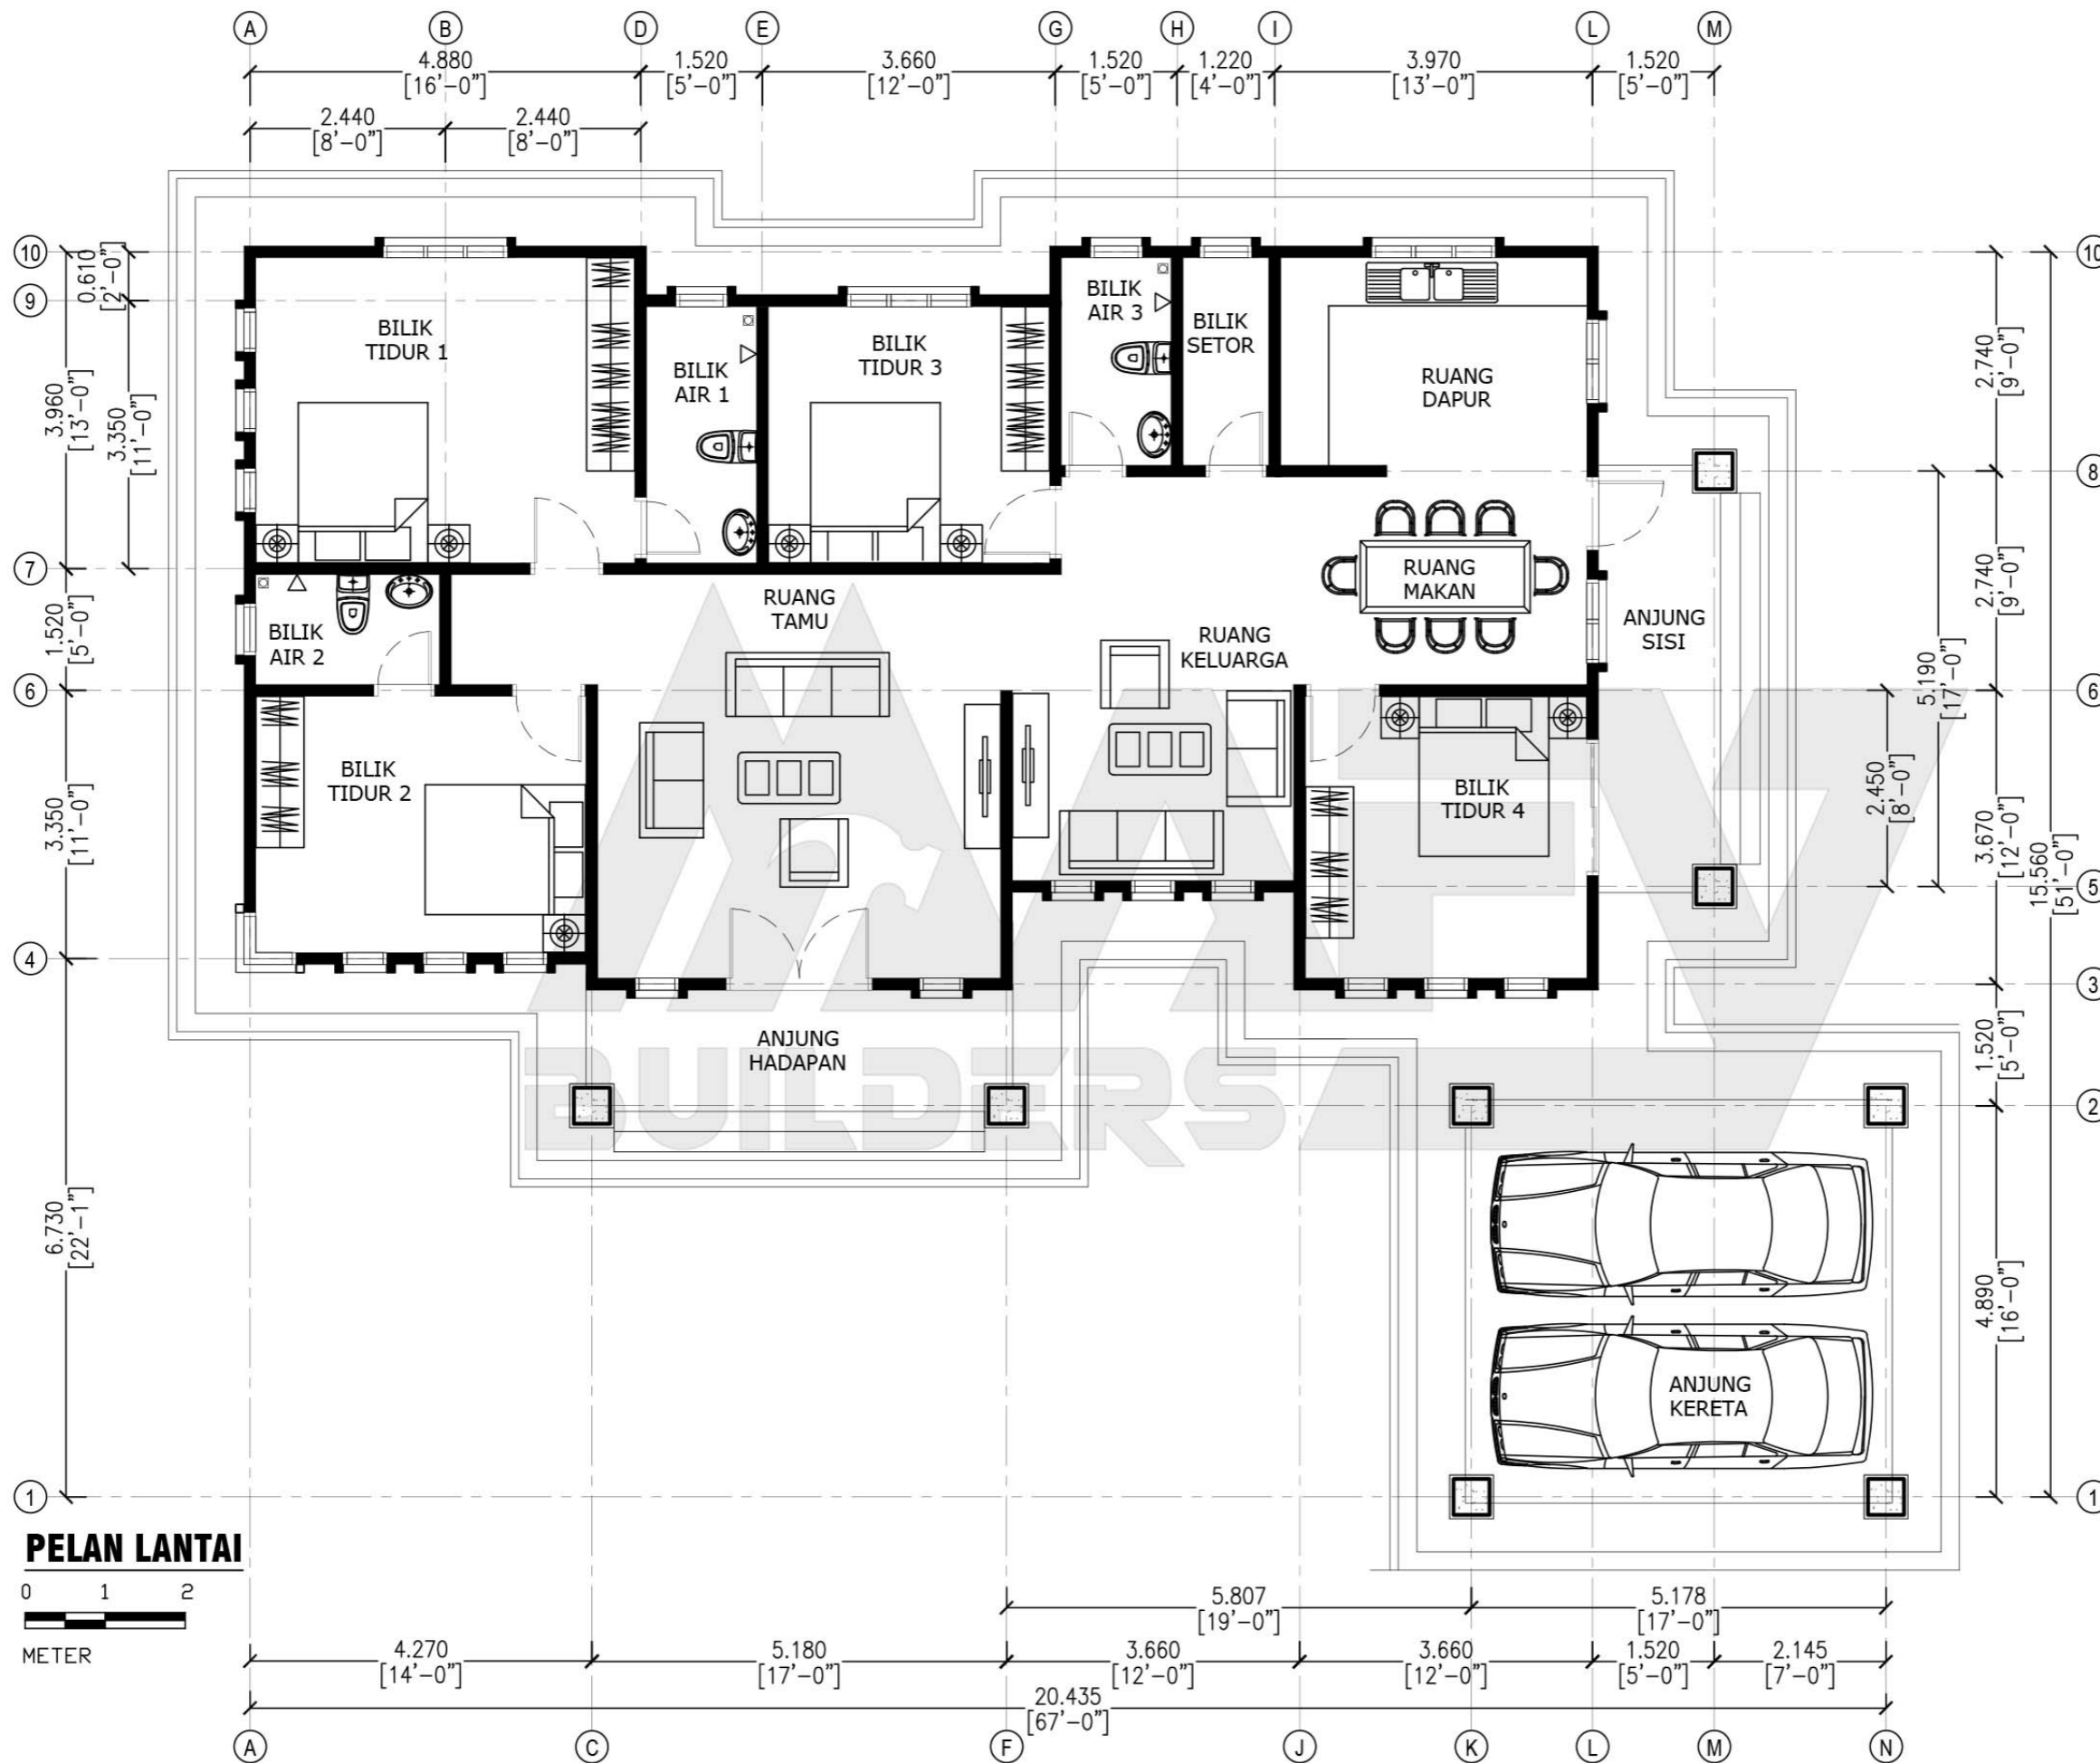 A B D E G H I L M
4.880 1.520 3.660 1.520 1.220 3.970 1.520
[16'-0"] [5'-0"] [12'-0"] [5'-0"] [4'-0"] [13'-0"] [5'-0"]
2.440 2.440
[8'-0"] [8'-0"]
10
9
7
6
4
1
0.610
[2'-0"]
3.960
[13'-0"]
3.350
[11'-0"]
1.520
[5'-0"]
3.350
[11'-0"]
6.730
[22'-1"]
BILIK
TIDUR 1
BILIK
AIR 1
BILIK
TIDUR 3
BILIK
AIR 3
BILIK
SETOR
RUANG
DAPUR
BILIK
AIR 2
RUANG
TAMU
RUANG
KELUARGA
RUANG
MAKAN
ANJUNG
SISI
BILIK
TIDUR 2
BILIK
TIDUR 4
ANJUNG
HADAPAN
BUILDERS
ANJUNG
KERETA
10
8
6
5
3
2
1
2.740
[9'-0"]
2.740
[9'-0"]
5.190
[17'-0"]
2.450
[8'-0"]
3.670
[12'-0"]
15.560
[51'-0"]
1.520
[5'-0"]
4.890
[16'-0"]
PELAN LANTAI
0 1 2
METER
5.807 5.178
[19'-0"] [17'-0"]
4.270 5.180 3.660 3.660 1.520 2.145
[14'-0"] [17'-0"] [12'-0"] [12'-0"] [5'-0"] [7'-0"]
20.435
[67'-0"]
A C F J K L M N